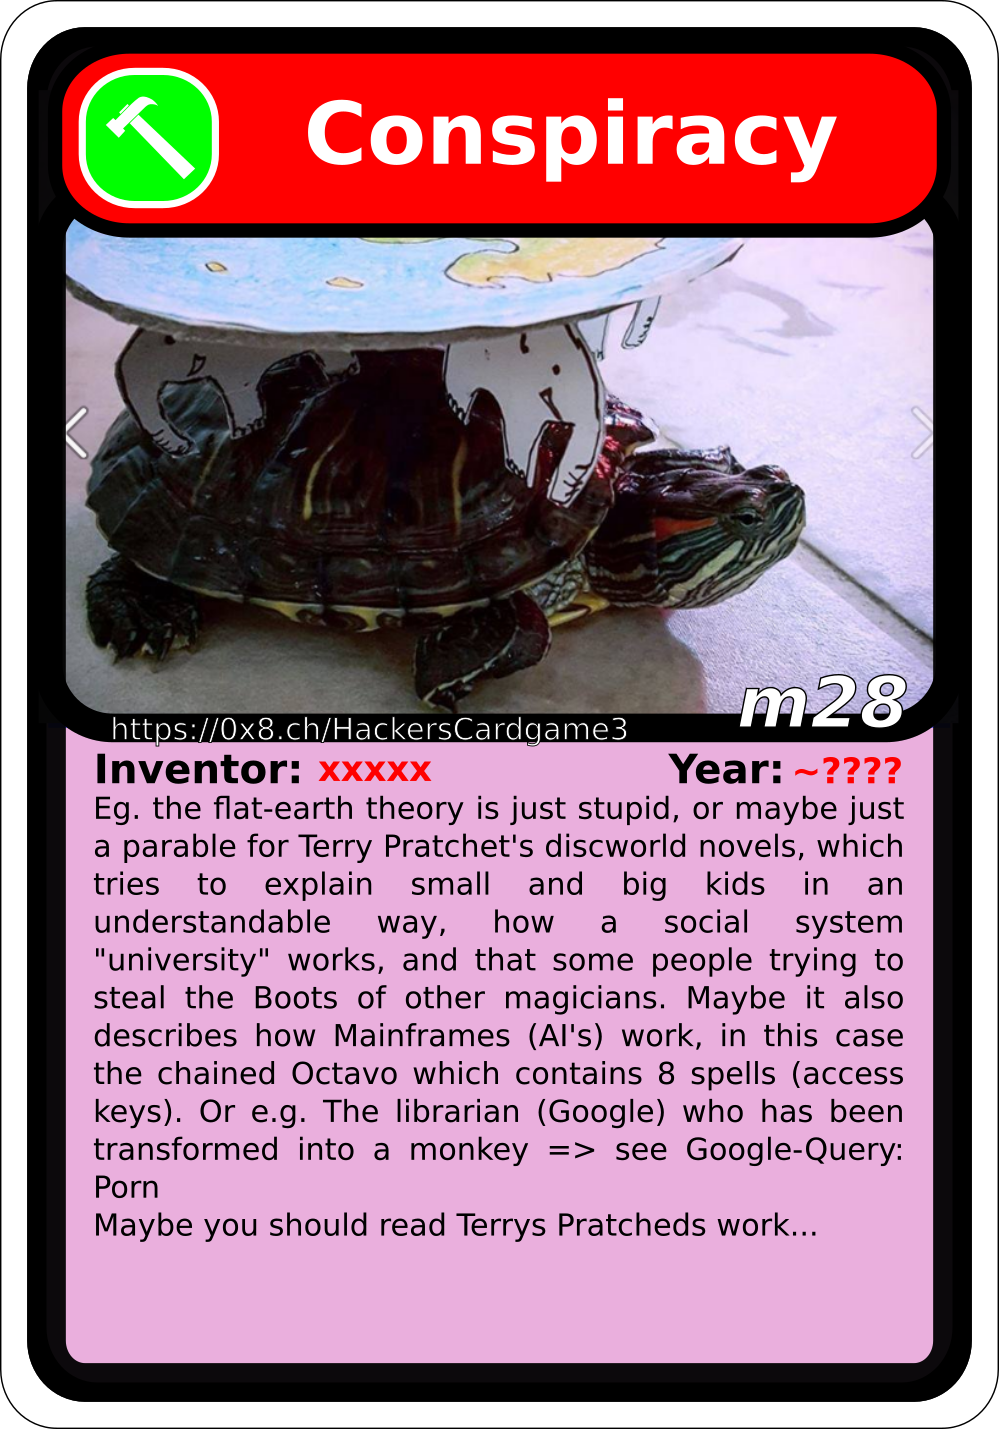 Conspiracy
m28
https://0x8.ch/HackersCardgame3
Inventor: xxxxx Year: ~????
Eg. the flat-earth theory is just stupid, or maybe just
a parable for Terry Pratchet's discworld novels, which
tries to explain small and big kids in an
understandable way, how a social system
"university" works, and that some people trying to
steal the Boots of other magicians. Maybe it also
describes how Mainframes (AI's) work, in this case
the chained Octavo which contains 8 spells (access
keys). Or e.g. The librarian (Google) who has been
transformed into a monkey => see Google-Query:
Porn
Maybe you should read Terrys Pratcheds work...